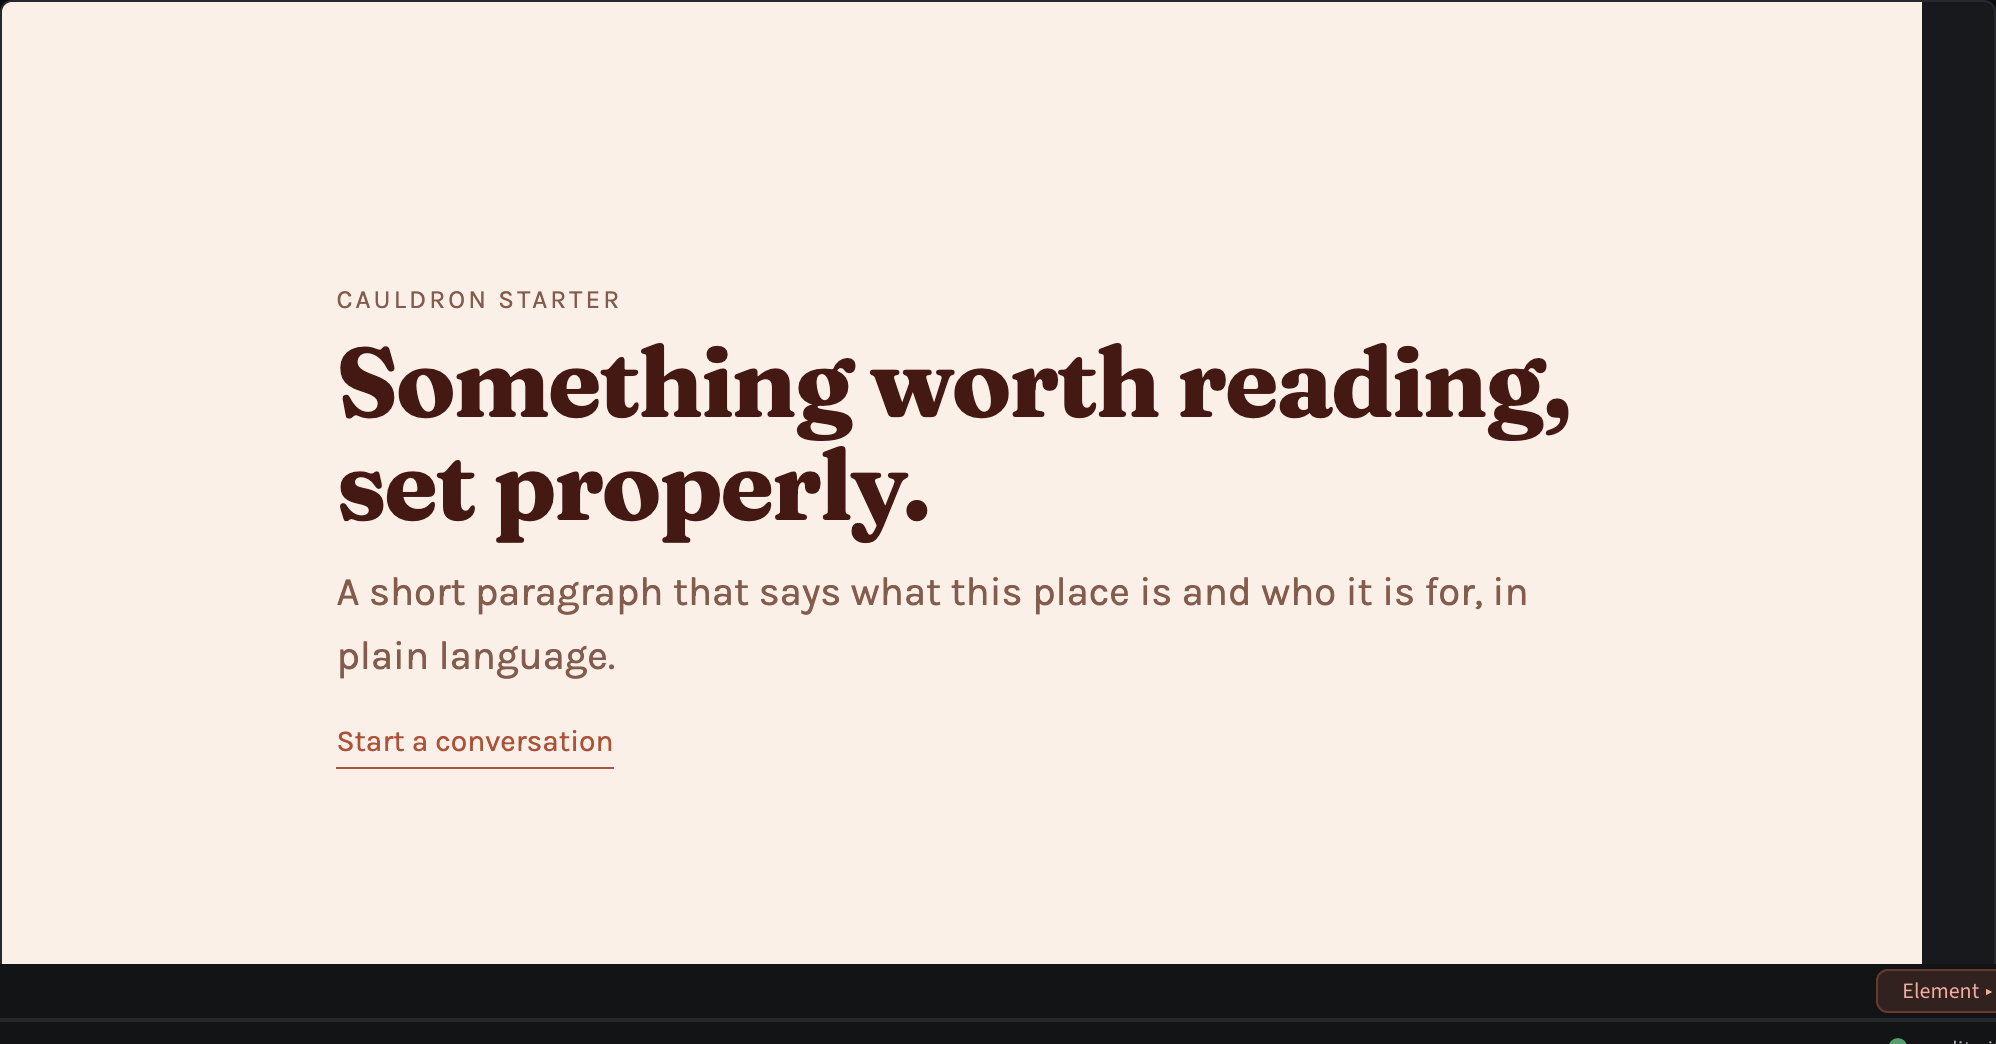 CAULDRON STARTER
Something worth reading,
set properly.
A short paragraph that says what this place is and who it is for, in
plain language.
Start a conversation
Element ▸